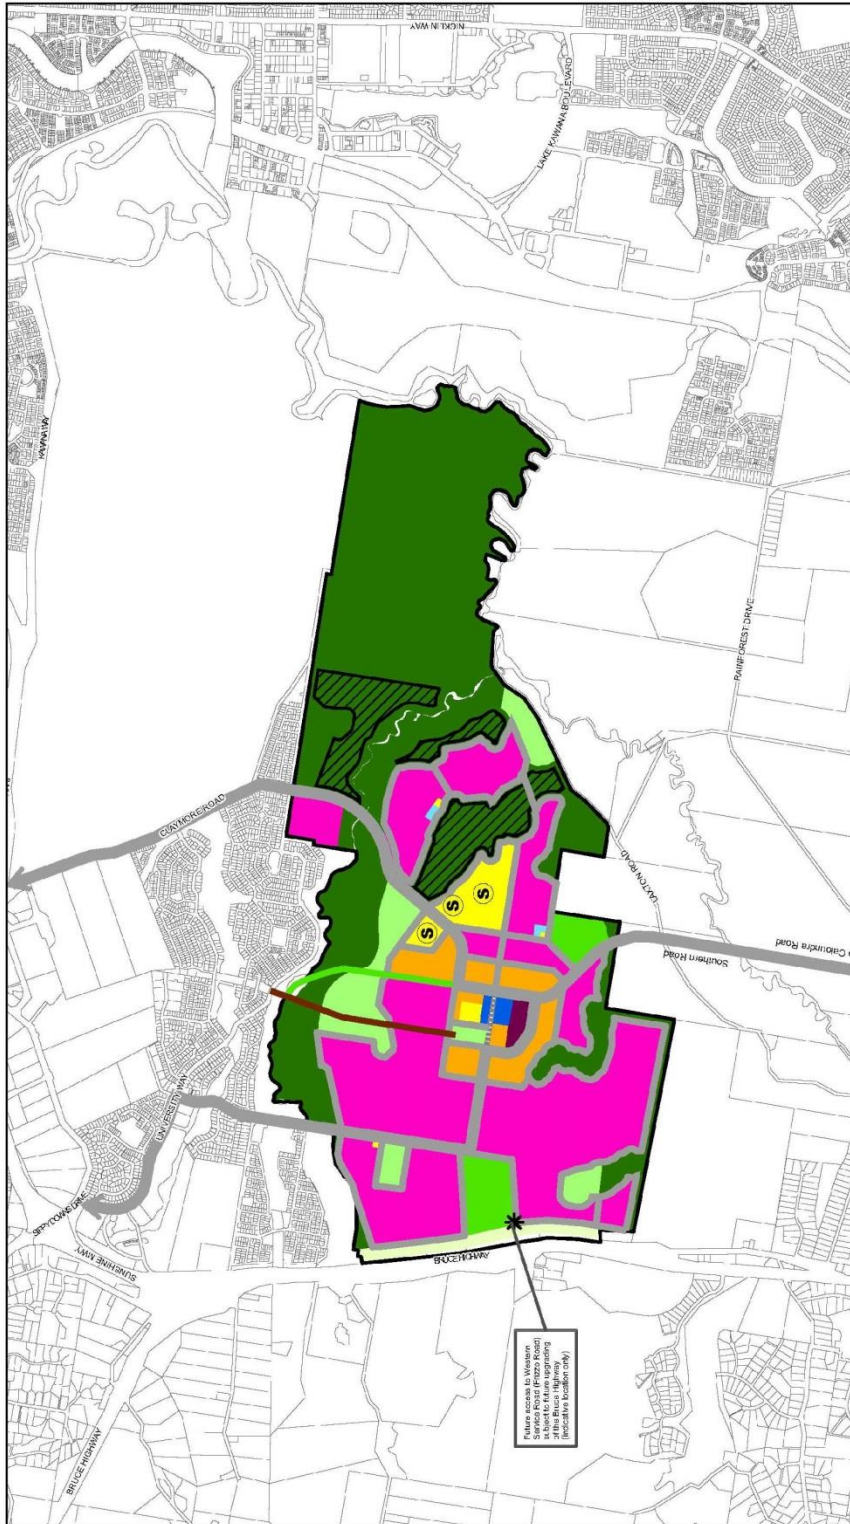 NICKLIN WAY
LAKE KAWANA BOULEVARD
KAWANA WAY
RAINFOREST DRIVE
CLAYMORE ROAD
LAXTON ROAD
S
S
S
Southern Road
Caloundra Road
UNIVERSITY WAY
SIPPY DOWNS DRIVE
SUNSHINE MWY
BRUCE HIGHWAY
BRUCE HIGHWAY
Future access to Western
Service Road (Frizzo Road)
subject to future upgrading
of the Bruce Highway
(indicative location only)